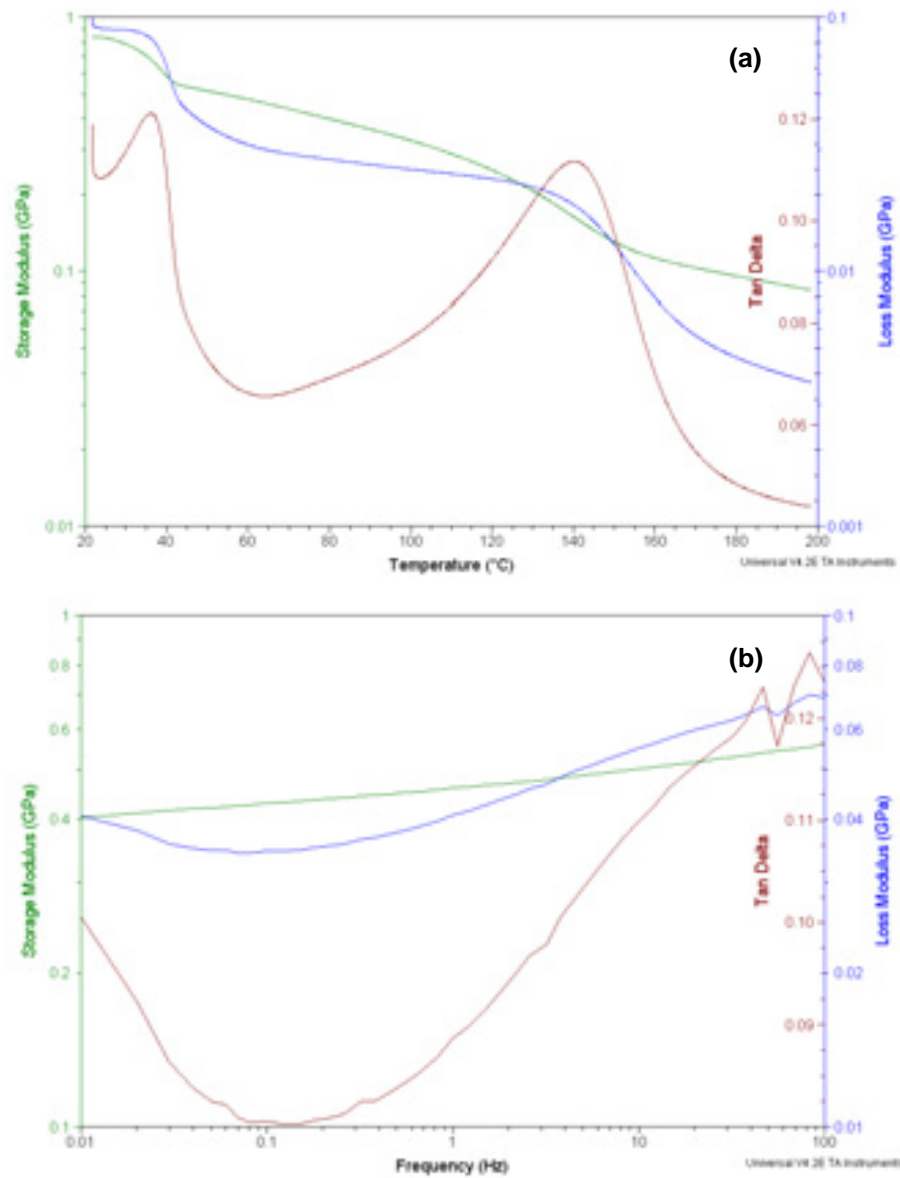 (a)
1
0.1
0.01
Storage Modulus (GPa)
0.12
0.10
0.08
0.06
Tan Delta
0.1
0.01
0.001
Loss Modulus (GPa)
20 40 60 80 100 120 140 160 180 200
Temperature (°C)
Universal V4.2E TA Instruments
(b)
1
0.8
0.6
0.4
0.2
0.1
Storage Modulus (GPa)
0.12
0.11
0.10
0.09
Tan Delta
0.1
0.08
0.06
0.04
0.02
0.01
Loss Modulus (GPa)
0.01 0.1 1 10 100
Frequency (Hz)
Universal V4.2E TA Instruments